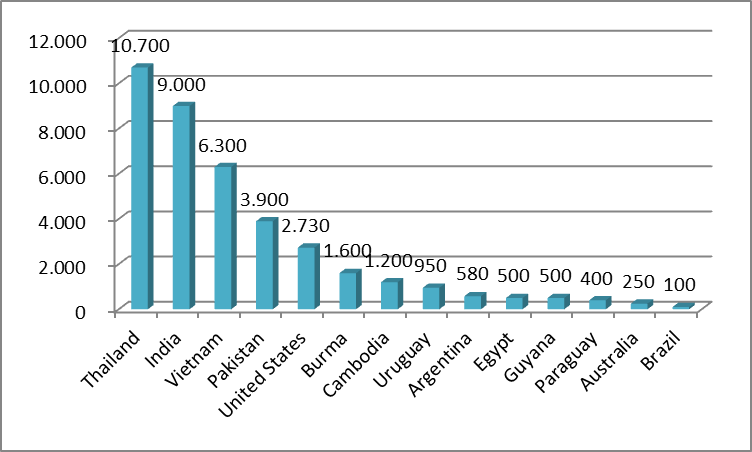 12.000
10.000
8.000
6.000
4.000
2.000
0
10.700
9.000
6.300
3.900
2.730
1.600
1.200
950
580
500
500
400
250
100
Thailand
India
Vietnam
Pakistan
United States
Burma
Cambodia
Uruguay
Argentina
Egypt
Guyana
Paraguay
Australia
Brazil